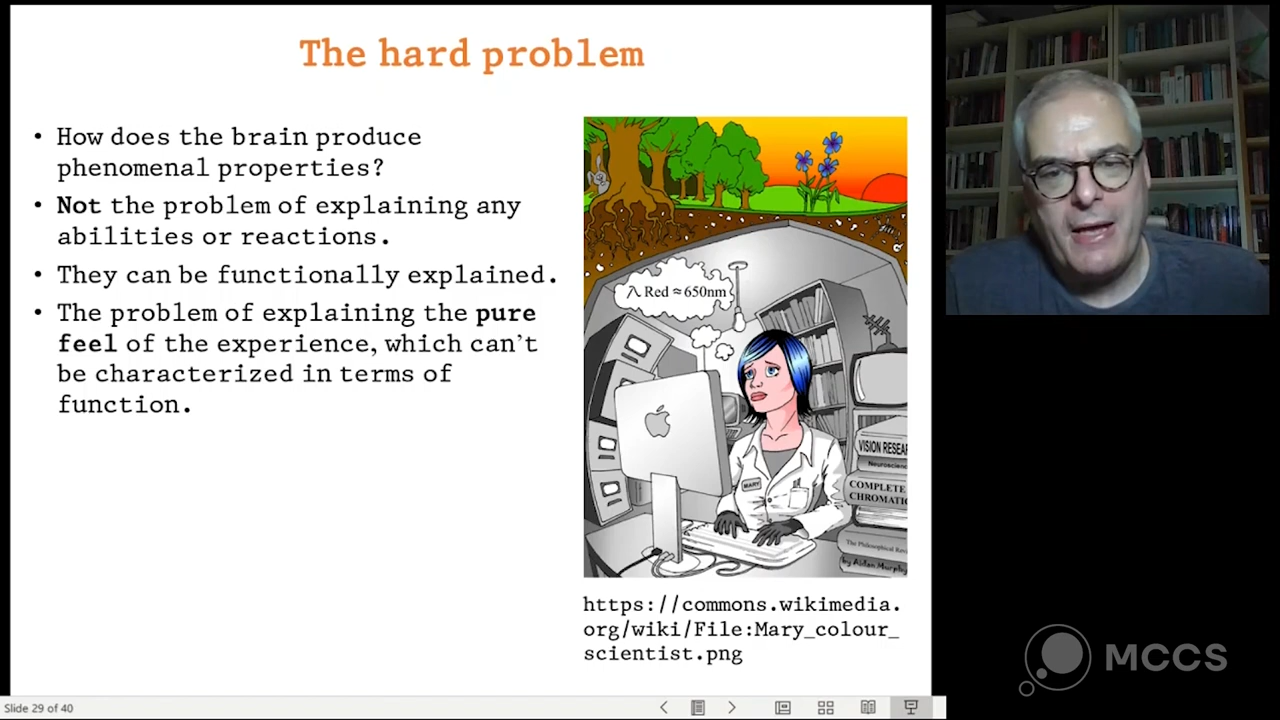 The hard problem
• How does the brain produce
phenomenal properties?
• Not the problem of explaining any
abilities or reactions.
• They can be functionally explained.
• The problem of explaining the pure
feel of the experience, which can't
be characterized in terms of
function.
λ Red ≈ 650nm
MARY
VISION RESEAR
Neuroscienc
COMPLETE
CHROMATIC
The Philosophical Rev
by Aidan Murphy
https://commons.wikimedia.
org/wiki/File:Mary_colour_
scientist.png
MCCS
Slide 29 of 40